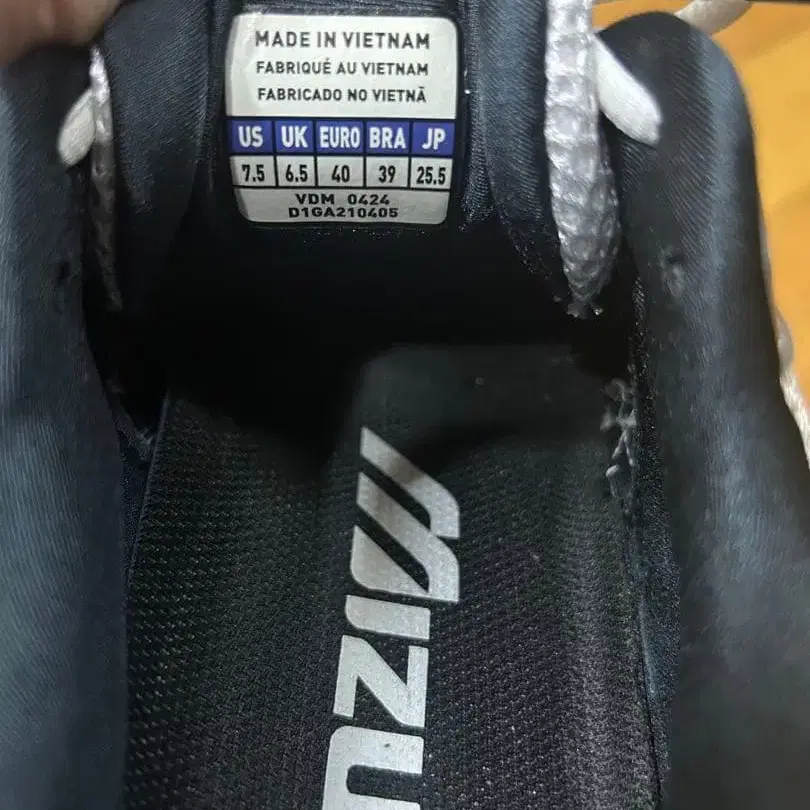 MADE IN VIETNAM
FABRIQUÉ AU VIETNAM
FABRICADO NO VIETNÃ
US UK EURO BRA JP
7.5 6.5 40 39 25.5
VDM 0424
D1GA210405
MIZU